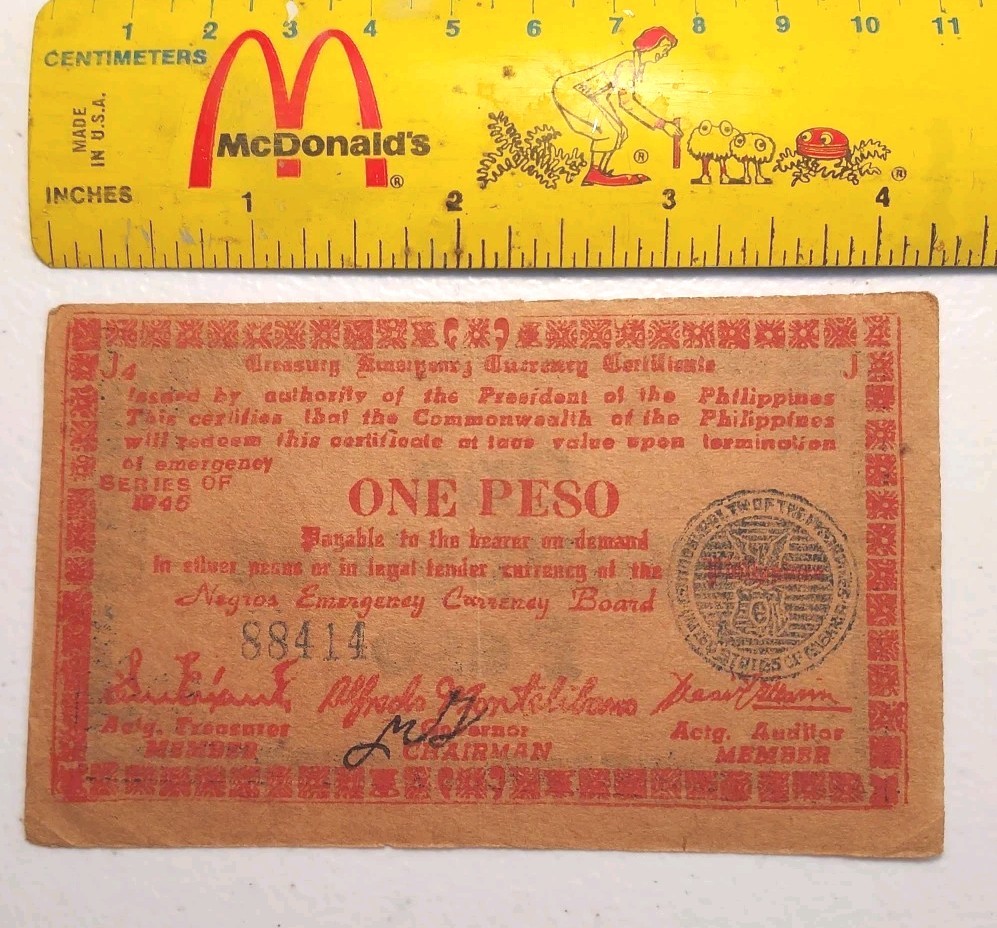 1 2 3 4 5 6 7 8 9 10 11
CENTIMETERS
MADE
IN U.S.A.
McDonald's
®
®
®
INCHES
1 2 3 4
J4 J
Treasury Emergency Currency Certificate
Issued by authority of the President of the Philippines
This certifies that the Commonwealth of the Philippines
will redeem this certificate at face value upon termination
of emergency
SERIES OF
1945
ONE PESO
Payable to the bearer on demand
In silver pesos or in legal tender currency of the
Negros Emergency Currency Board
88414
Alfredo Montelibano
Actg. Treasurer
MEMBER
CHAIRMAN
Actg. Auditor
MEMBER